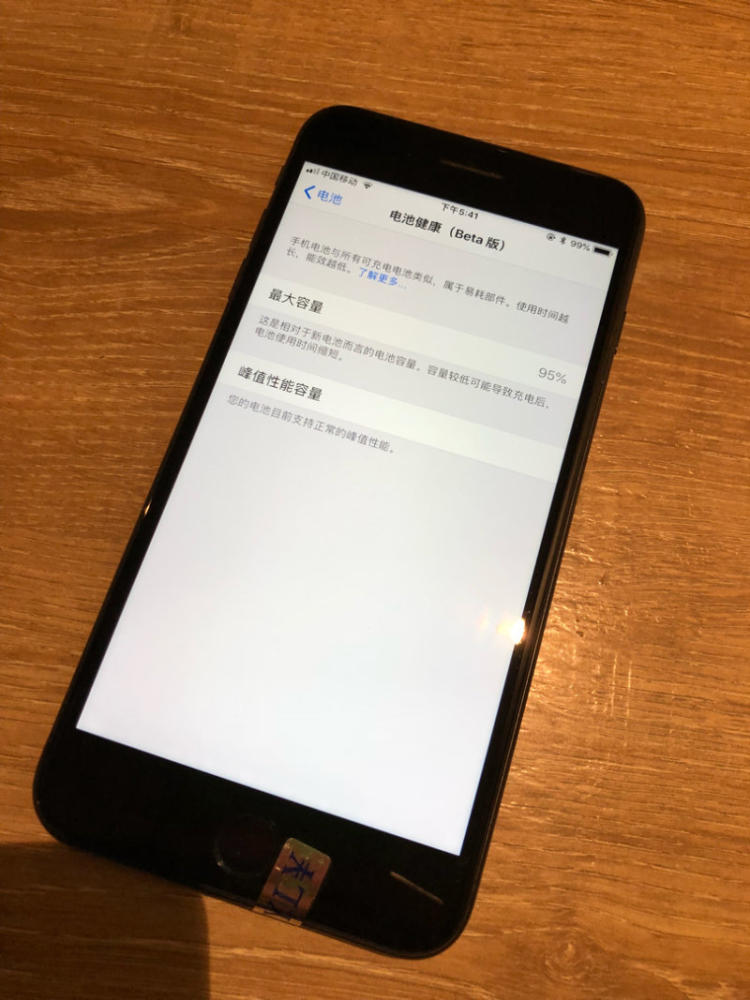 中国移动
下午5:41
99%
电池
电池健康（Beta 版）
手机电池与所有可充电电池类似，属于易耗部件。使用时间越
长，能效越低。了解更多...
最大容量
95%
这是相对于新电池而言的电池容量。容量较低可能导致充电后，
电池使用时间缩短。
峰值性能容量
您的电池目前支持正常的峰值性能。